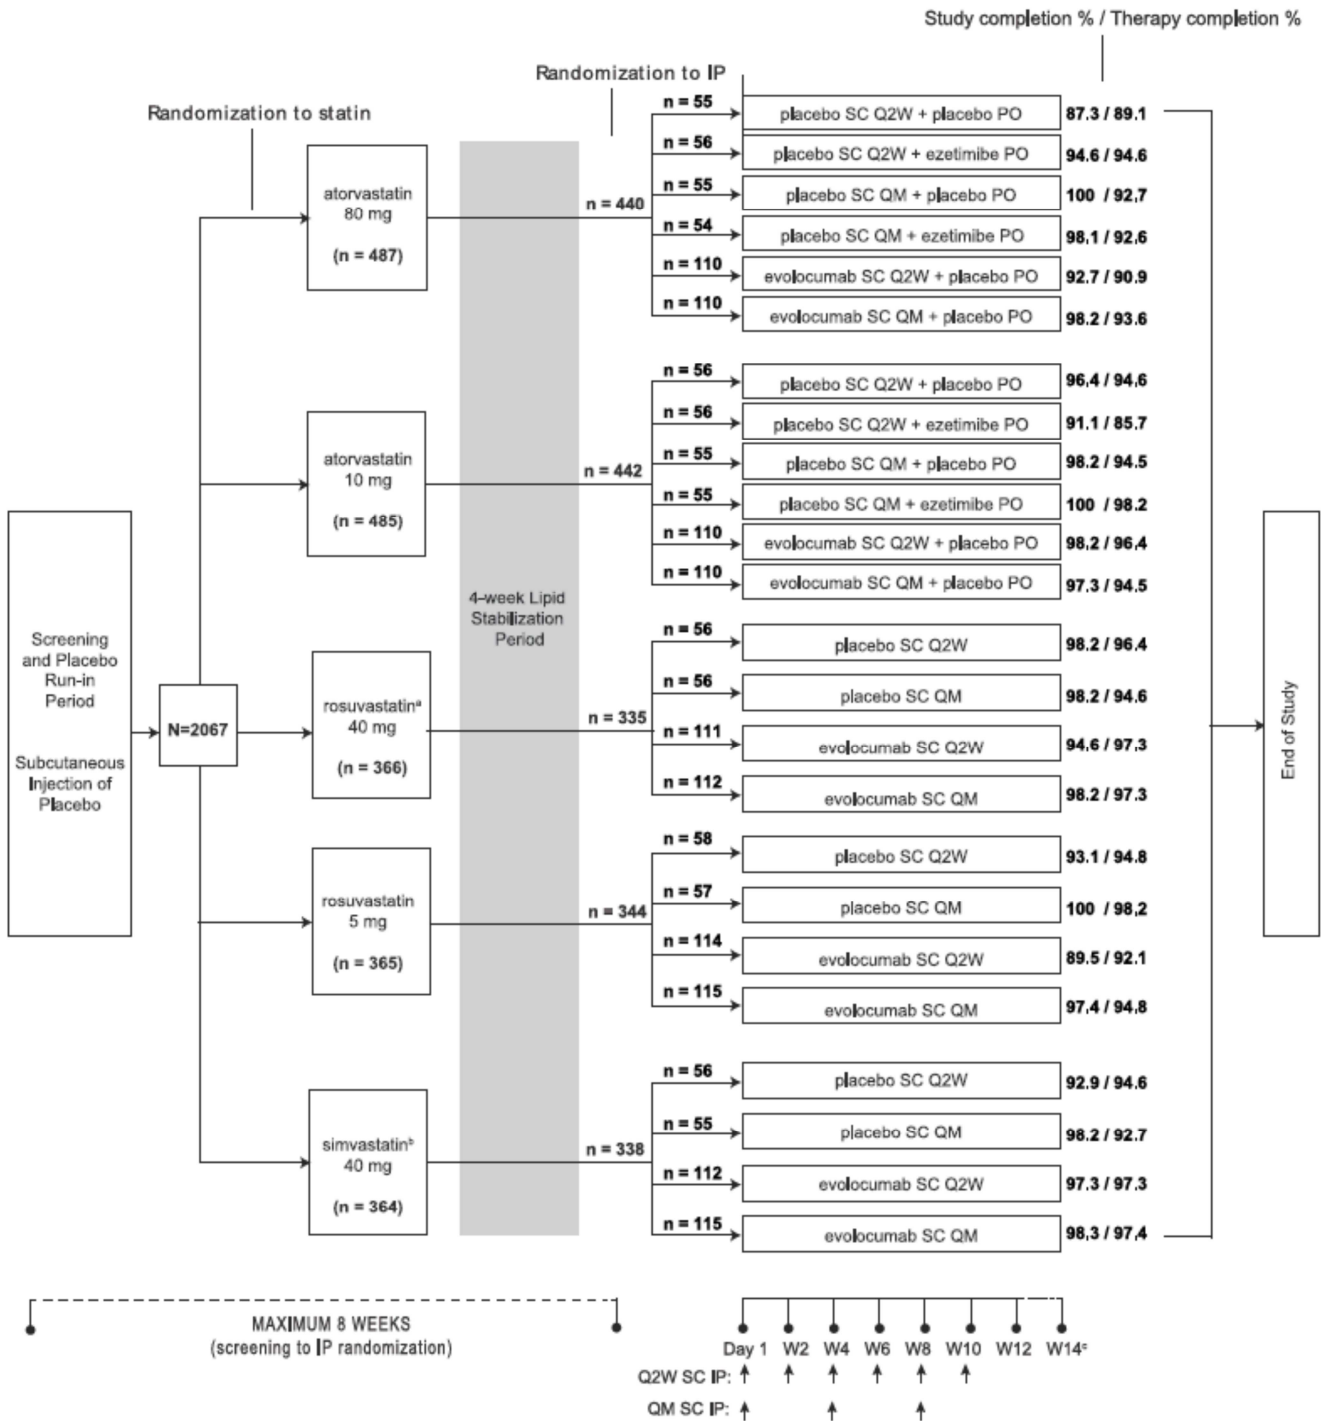 Study completion % / Therapy completion %
Randomization to IP
Randomization to statin
Screening
and Placebo
Run-in
Period
Subcutaneous
Injection of
Placebo
N=2067
atorvastatin
80 mg
(n = 487)
atorvastatin
10 mg
(n = 485)
rosuvastatinᵃ
40 mg
(n = 366)
rosuvastatin
5 mg
(n = 365)
simvastatinᵇ
40 mg
(n = 364)
4-week Lipid
Stabilization
Period
n = 440
n = 55 placebo SC Q2W + placebo PO 87.3 / 89.1
n = 56 placebo SC Q2W + ezetimibe PO 94.6 / 94.6
n = 55 placebo SC QM + placebo PO 100 / 92.7
n = 54 placebo SC QM + ezetimibe PO 98.1 / 92.6
n = 110 evolocumab SC Q2W + placebo PO 92.7 / 90.9
n = 110 evolocumab SC QM + placebo PO 98.2 / 93.6
n = 442
n = 56 placebo SC Q2W + placebo PO 96.4 / 94.6
n = 56 placebo SC Q2W + ezetimibe PO 91.1 / 85.7
n = 55 placebo SC QM + placebo PO 98.2 / 94.5
n = 55 placebo SC QM + ezetimibe PO 100 / 98.2
n = 110 evolocumab SC Q2W + placebo PO 98.2 / 96.4
n = 110 evolocumab SC QM + placebo PO 97.3 / 94.5
n = 335
n = 56 placebo SC Q2W 98.2 / 96.4
n = 56 placebo SC QM 98.2 / 94.6
n = 111 evolocumab SC Q2W 94.6 / 97.3
n = 112 evolocumab SC QM 98.2 / 97.3
n = 344
n = 58 placebo SC Q2W 93.1 / 94.8
n = 57 placebo SC QM 100 / 98.2
n = 114 evolocumab SC Q2W 89.5 / 92.1
n = 115 evolocumab SC QM 97.4 / 94.8
n = 338
n = 56 placebo SC Q2W 92.9 / 94.6
n = 55 placebo SC QM 98.2 / 92.7
n = 112 evolocumab SC Q2W 97.3 / 97.3
n = 115 evolocumab SC QM 98.3 / 97.4
End of Study
MAXIMUM 8 WEEKS
(screening to IP randomization)
Day 1 W2 W4 W6 W8 W10 W12 W14ᶜ
Q2W SC IP:
QM SC IP: